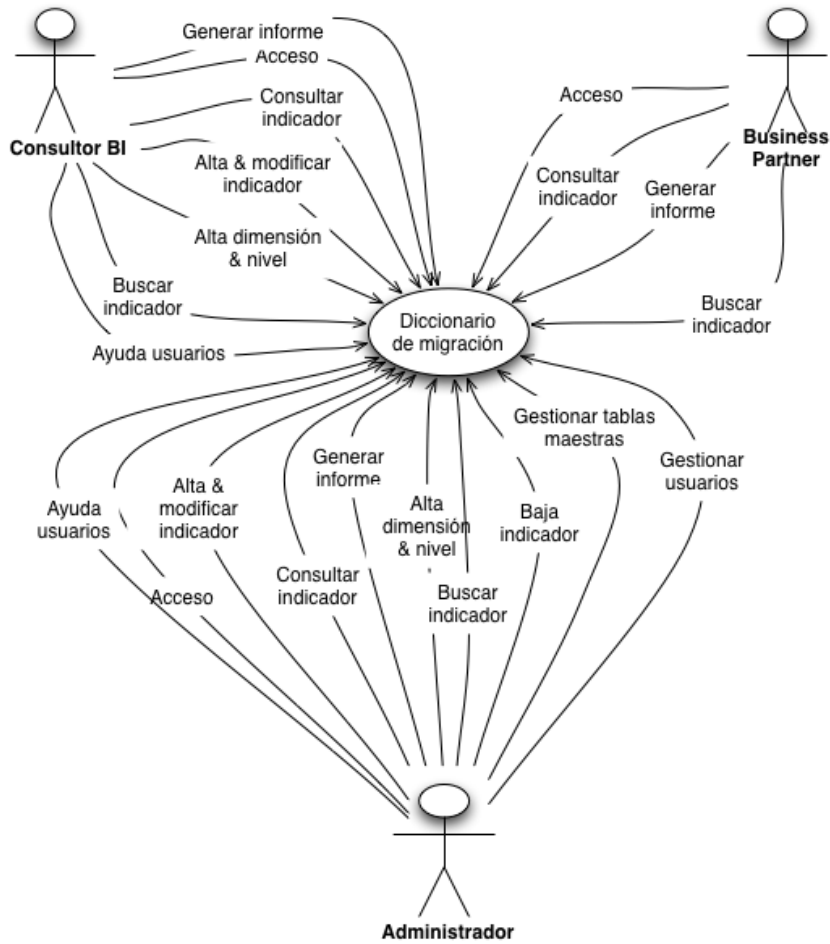 Generar informe
Acceso
Consultar
indicador
Alta & modificar
indicador
Alta dimensión
& nivel
Buscar
indicador
Ayuda usuarios
Consultor BI
Acceso
Consultar
indicador
Generar
informe
Buscar
indicador
Business
Partner
Diccionario
de migración
Ayuda
usuarios
Acceso
Alta &
modificar
indicador
Consultar
indicador
Generar
informe
Alta
dimensión
& nivel
Buscar
indicador
Baja
indicador
Gestionar tablas
maestras
Gestionar
usuarios
Administrador